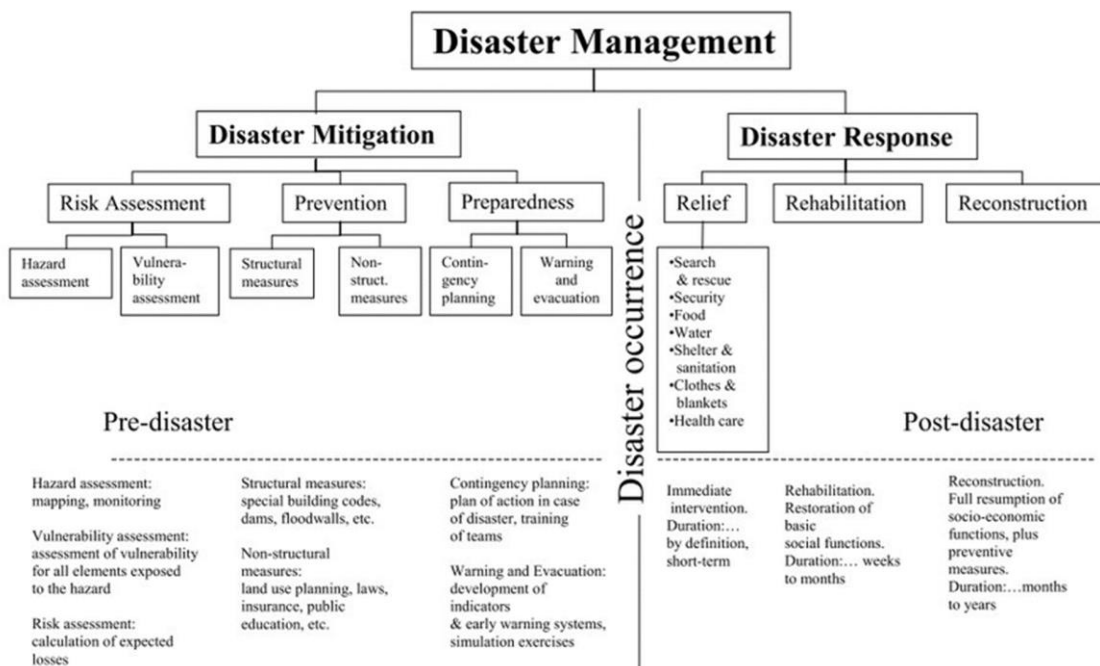 Disaster Management
Disaster Mitigation
Disaster Response
Risk Assessment
Prevention
Preparedness
Relief
Rehabilitation
Reconstruction
Hazard
assessment
Vulnera-
bility
assessment
Structural
measures
Non-
struct.
measures
Contin-
gency
planning
Warning
and
evacuation
•Search
& rescue
•Security
•Food
•Water
•Shelter &
sanitation
•Clothes &
blankets
•Health care
Disaster occurrence
Pre-disaster
Post-disaster
Hazard assessment:
mapping, monitoring
Vulnerability assessment:
assessment of vulnerability
for all elements exposed
to the hazard
Risk assessment:
calculation of expected
losses
Structural measures:
special building codes,
dams, floodwalls, etc.
Non-structural
measures:
land use planning, laws,
insurance, public
education, etc.
Contingency planning:
plan of action in case
of disaster, training
of teams
Warning and Evacuation:
development of
indicators
& early warning systems,
simulation exercises
Immediate
intervention.
Duration:…
by definition,
short-term
Rehabilitation.
Restoration of
basic
social functions.
Duration:… weeks
to months
Reconstruction.
Full resumption of
socio-economic
functions, plus
preventive
measures.
Duration:…months
to years